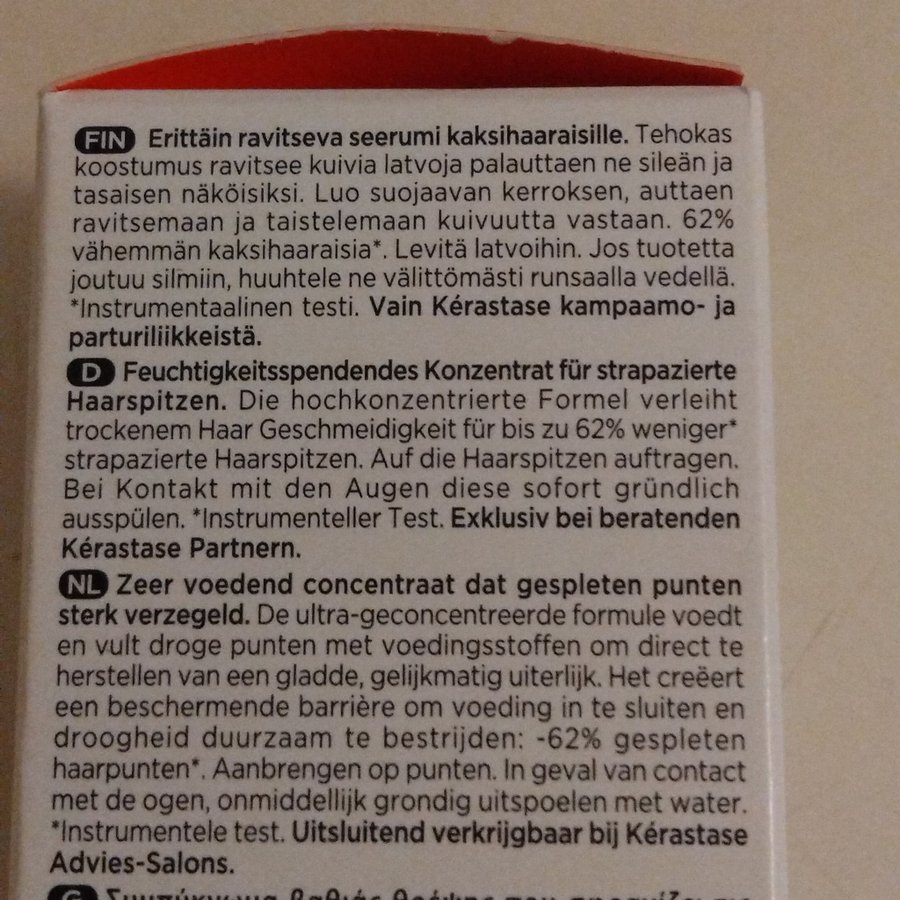 FIN Erittäin ravitseva seerumi kaksihaaraisille. Tehokas
koostumus ravitsee kuivia latvoja palauttaen ne sileän ja
tasaisen näköisiksi. Luo suojaavan kerroksen, auttaen
ravitsemaan ja taistelemaan kuivuutta vastaan. 62%
vähemmän kaksihaaraisia*. Levitä latvoihin. Jos tuotetta
joutuu silmiin, huuhtele ne välittömästi runsaalla vedellä.
*Instrumentaalinen testi. Vain Kérastase kampaamo- ja
parturiliikkeistä.
D Feuchtigkeitsspendendes Konzentrat für strapazierte
Haarspitzen. Die hochkonzentrierte Formel verleiht
trockenem Haar Geschmeidigkeit für bis zu 62% weniger*
strapazierte Haarspitzen. Auf die Haarspitzen auftragen.
Bei Kontakt mit den Augen diese sofort gründlich
ausspülen. *Instrumenteller Test. Exklusiv bei beratenden
Kérastase Partnern.
NL Zeer voedend concentraat dat gespleten punten
sterk verzegeld. De ultra-geconcentreerde formule voedt
en vult droge punten met voedingsstoffen om direct te
herstellen van een gladde, gelijkmatig uiterlijk. Het creëert
een beschermende barrière om voeding in te sluiten en
droogheid duurzaam te bestrijden: -62% gespleten
haarpunten*. Aanbrengen op punten. In geval van contact
met de ogen, onmiddellijk grondig uitspoelen met water.
*Instrumentele test. Uitsluitend verkrijgbaar bij Kérastase
Advies-Salons.